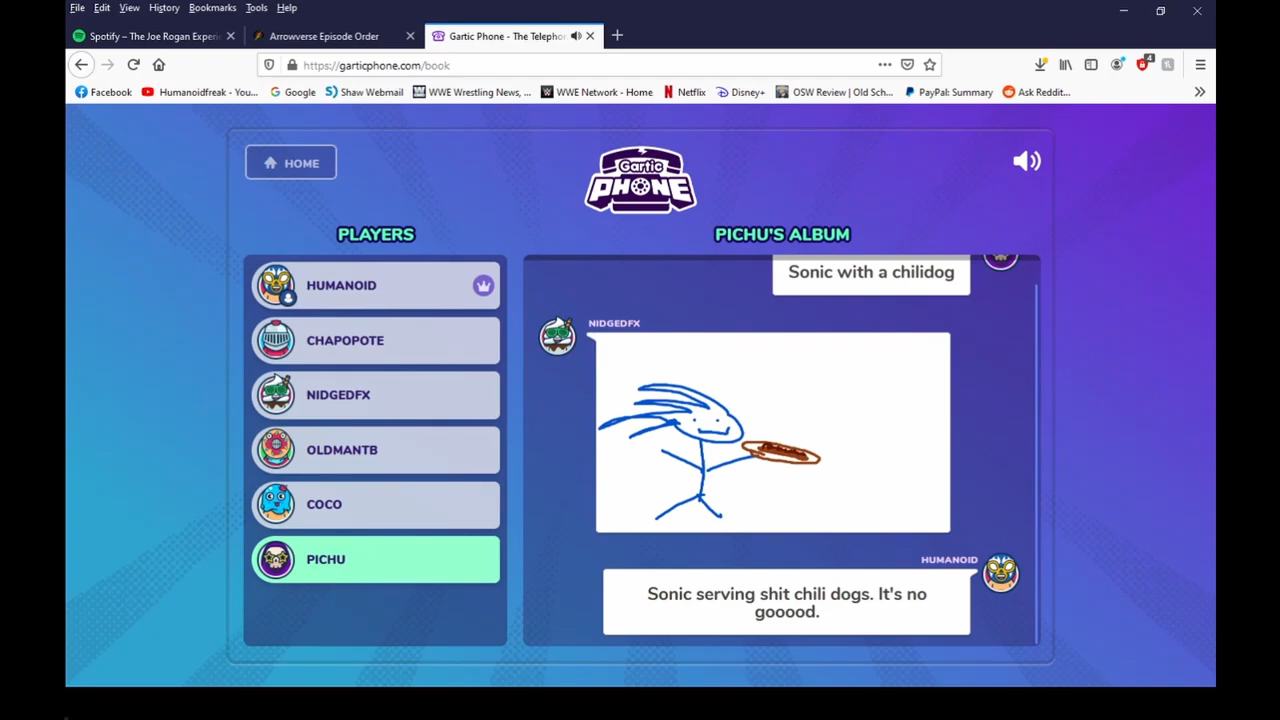 File Edit View History Bookmarks Tools Help
Spotify – The Joe Rogan Experi
Arrowverse Episode Order
Gartic Phone - The Telepho
https://garticphone.com/book
4
Facebook
Humanoidfreak - You...
Google
Shaw Webmail
WWE Wrestling News, ...
WWE Network - Home
Netflix
Disney+
OSW Review | Old Sch...
PayPal: Summary
Ask Reddit...
HOME
Gartic
PHONE
PLAYERS
HUMANOID
CHAPOPOTE
NIDGEDFX
OLDMANTB
COCO
PICHU
PICHU'S ALBUM
Sonic with a chilidog
NIDGEDFX
HUMANOID
Sonic serving shit chili dogs. It's no
gooood.